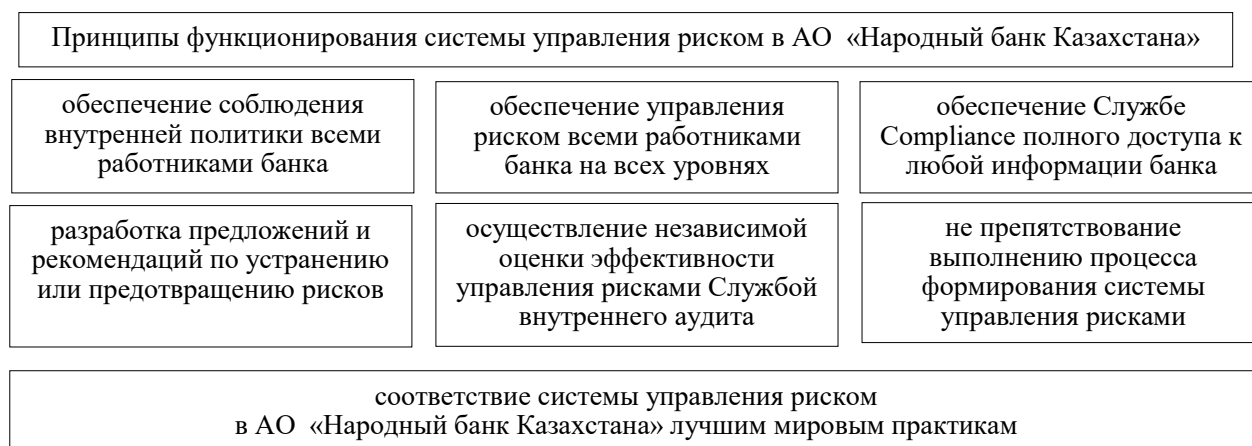 Принципы функционирования системы управления риском в АО «Народный банк Казахстана»
обеспечение соблюдения
внутренней политики всеми
работниками банка
обеспечение управления
риском всеми работниками
банка на всех уровнях
обеспечение Службе
Compliance полного доступа к
любой информации банка
разработка предложений и
рекомендаций по устранению
или предотвращению рисков
осуществление независимой
оценки эффективности
управления рисками Службой
внутреннего аудита
не препятствование
выполнению процесса
формирования системы
управления рисками
соответствие системы управления риском
в АО «Народный банк Казахстана» лучшим мировым практикам